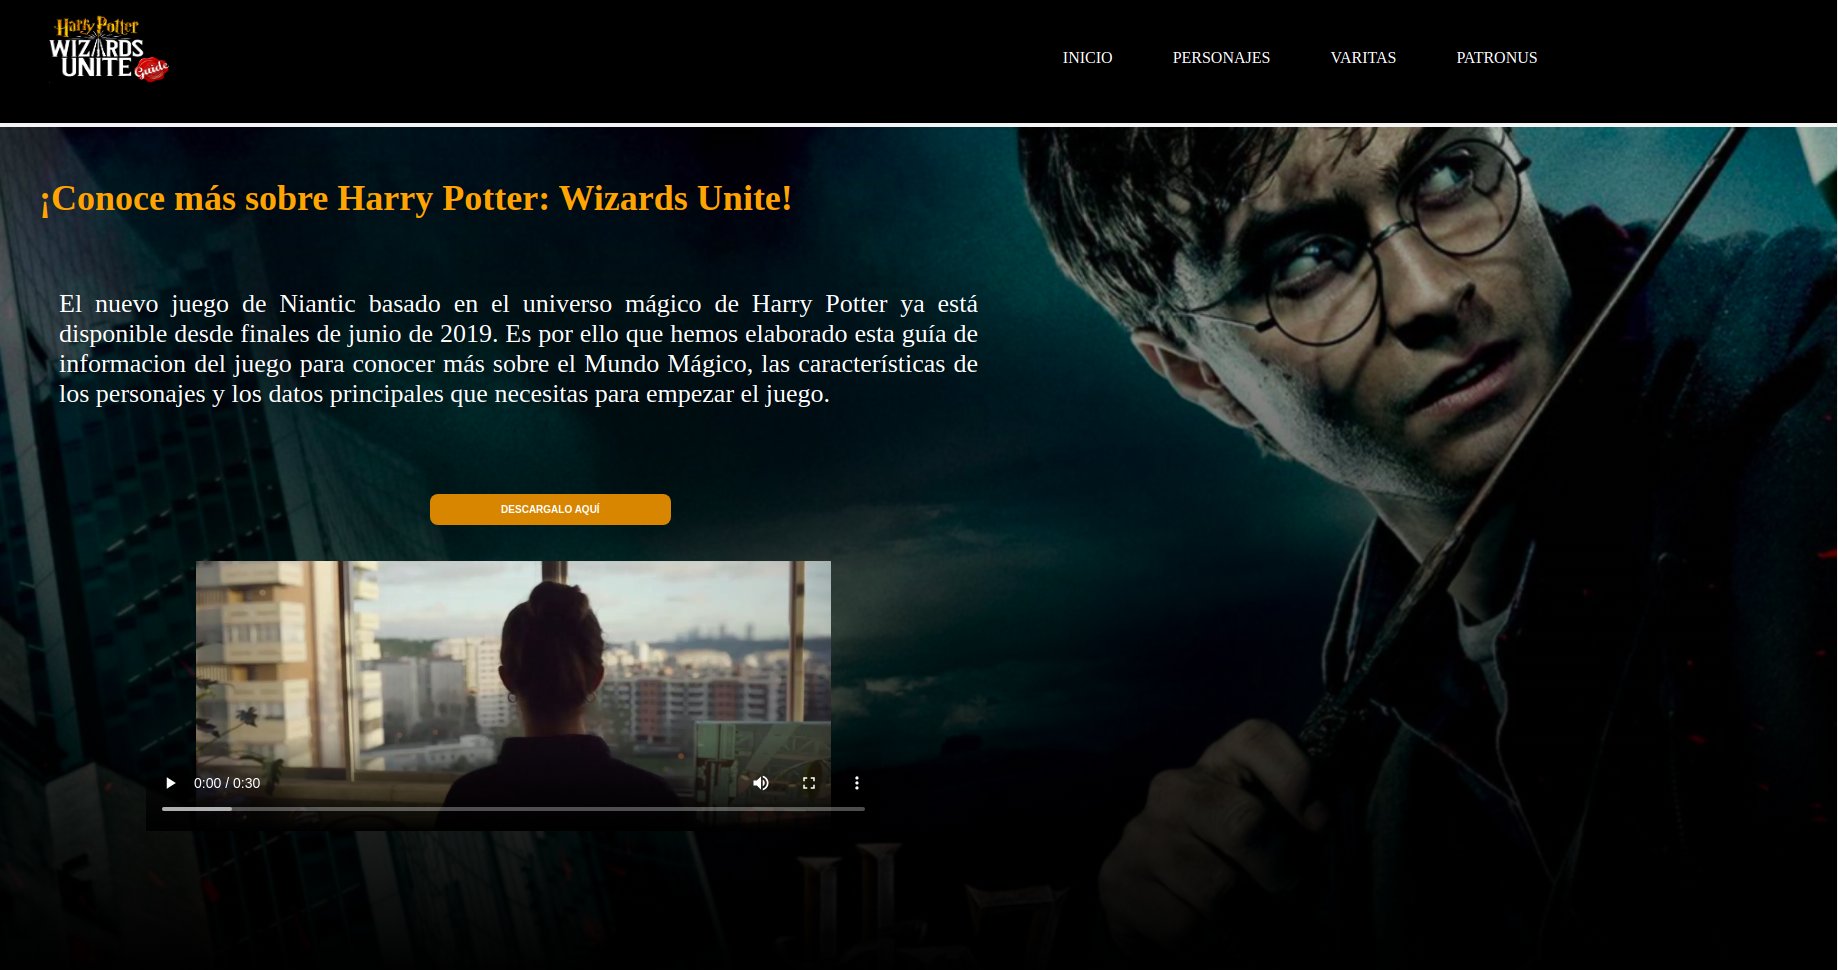 Harry Potter
WIZARDS
UNITE
Guide
INICIO PERSONAJES VARITAS PATRONUS
¡Conoce más sobre Harry Potter: Wizards Unite!
El nuevo juego de Niantic basado en el universo mágico de Harry Potter ya está
disponible desde finales de junio de 2019. Es por ello que hemos elaborado esta guía de
informacion del juego para conocer más sobre el Mundo Mágico, las características de
los personajes y los datos principales que necesitas para empezar el juego.
DESCARGALO AQUÍ
0:00 / 0:30